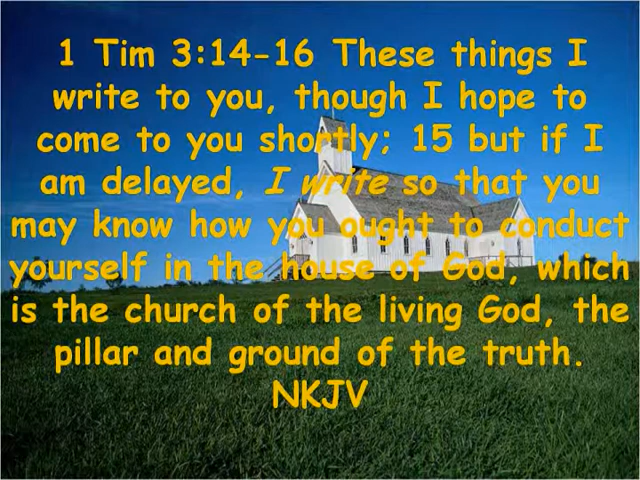 1 Tim 3:14-16 These things I
write to you, though I hope to
come to you shortly; 15 but if I
am delayed, I write so that you
may know how you ought to conduct
yourself in the house of God, which
is the church of the living God, the
pillar and ground of the truth.
NKJV